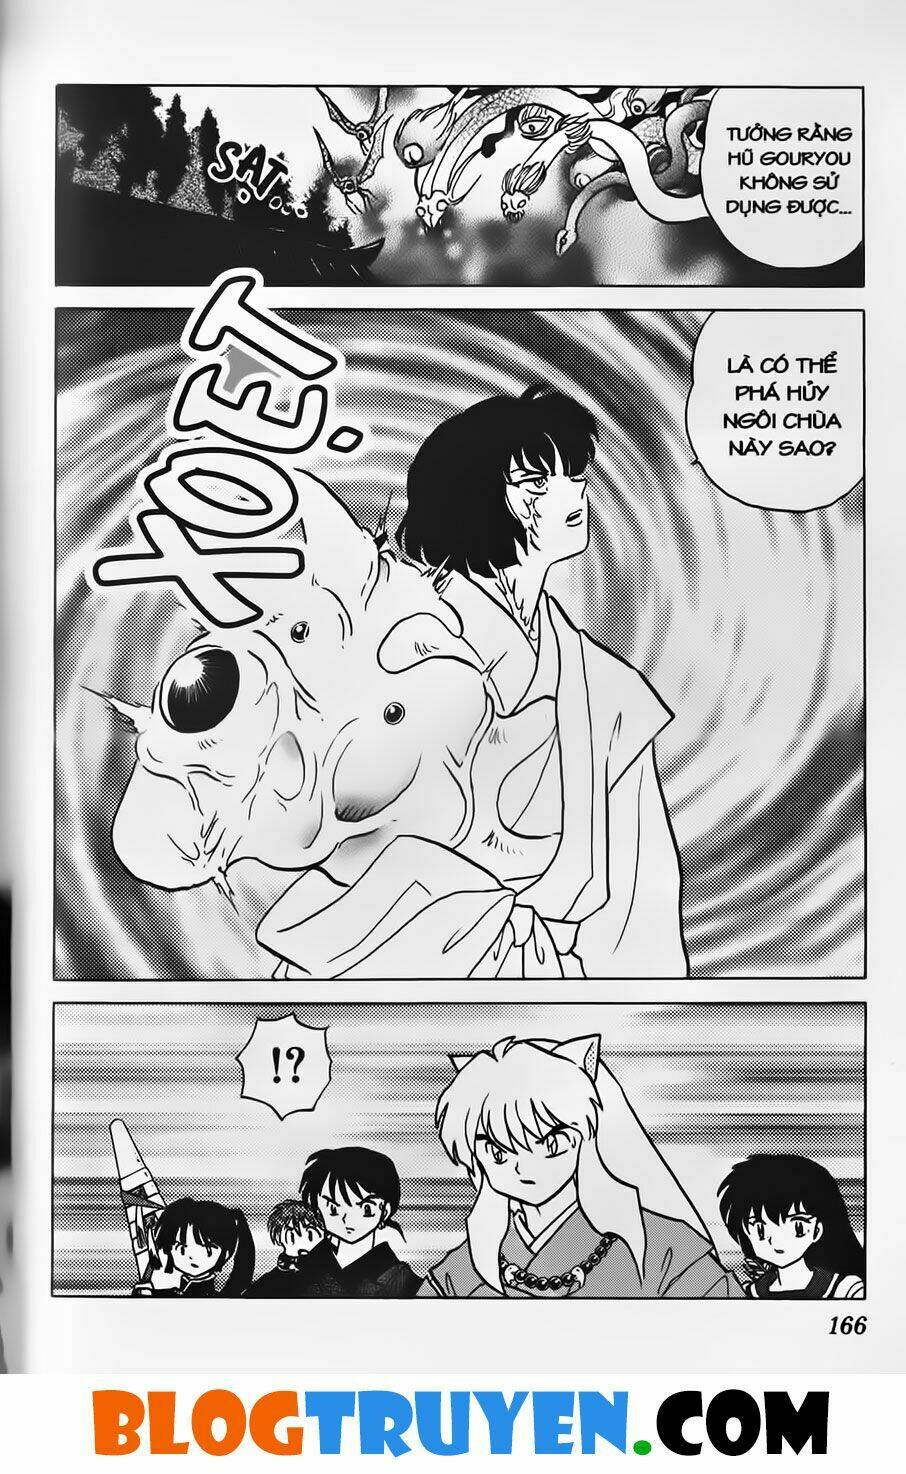 TƯỞNG RẰNG
HŨ GOURYOU
KHÔNG SỬ
DỤNG ĐƯỢC...
SẠT...
LÀ CÓ THỂ
PHÁ HỦY
NGÔI CHÙA
NÀY SAO?
XOẸT
!?
166
BLOGTRUYEN.COM